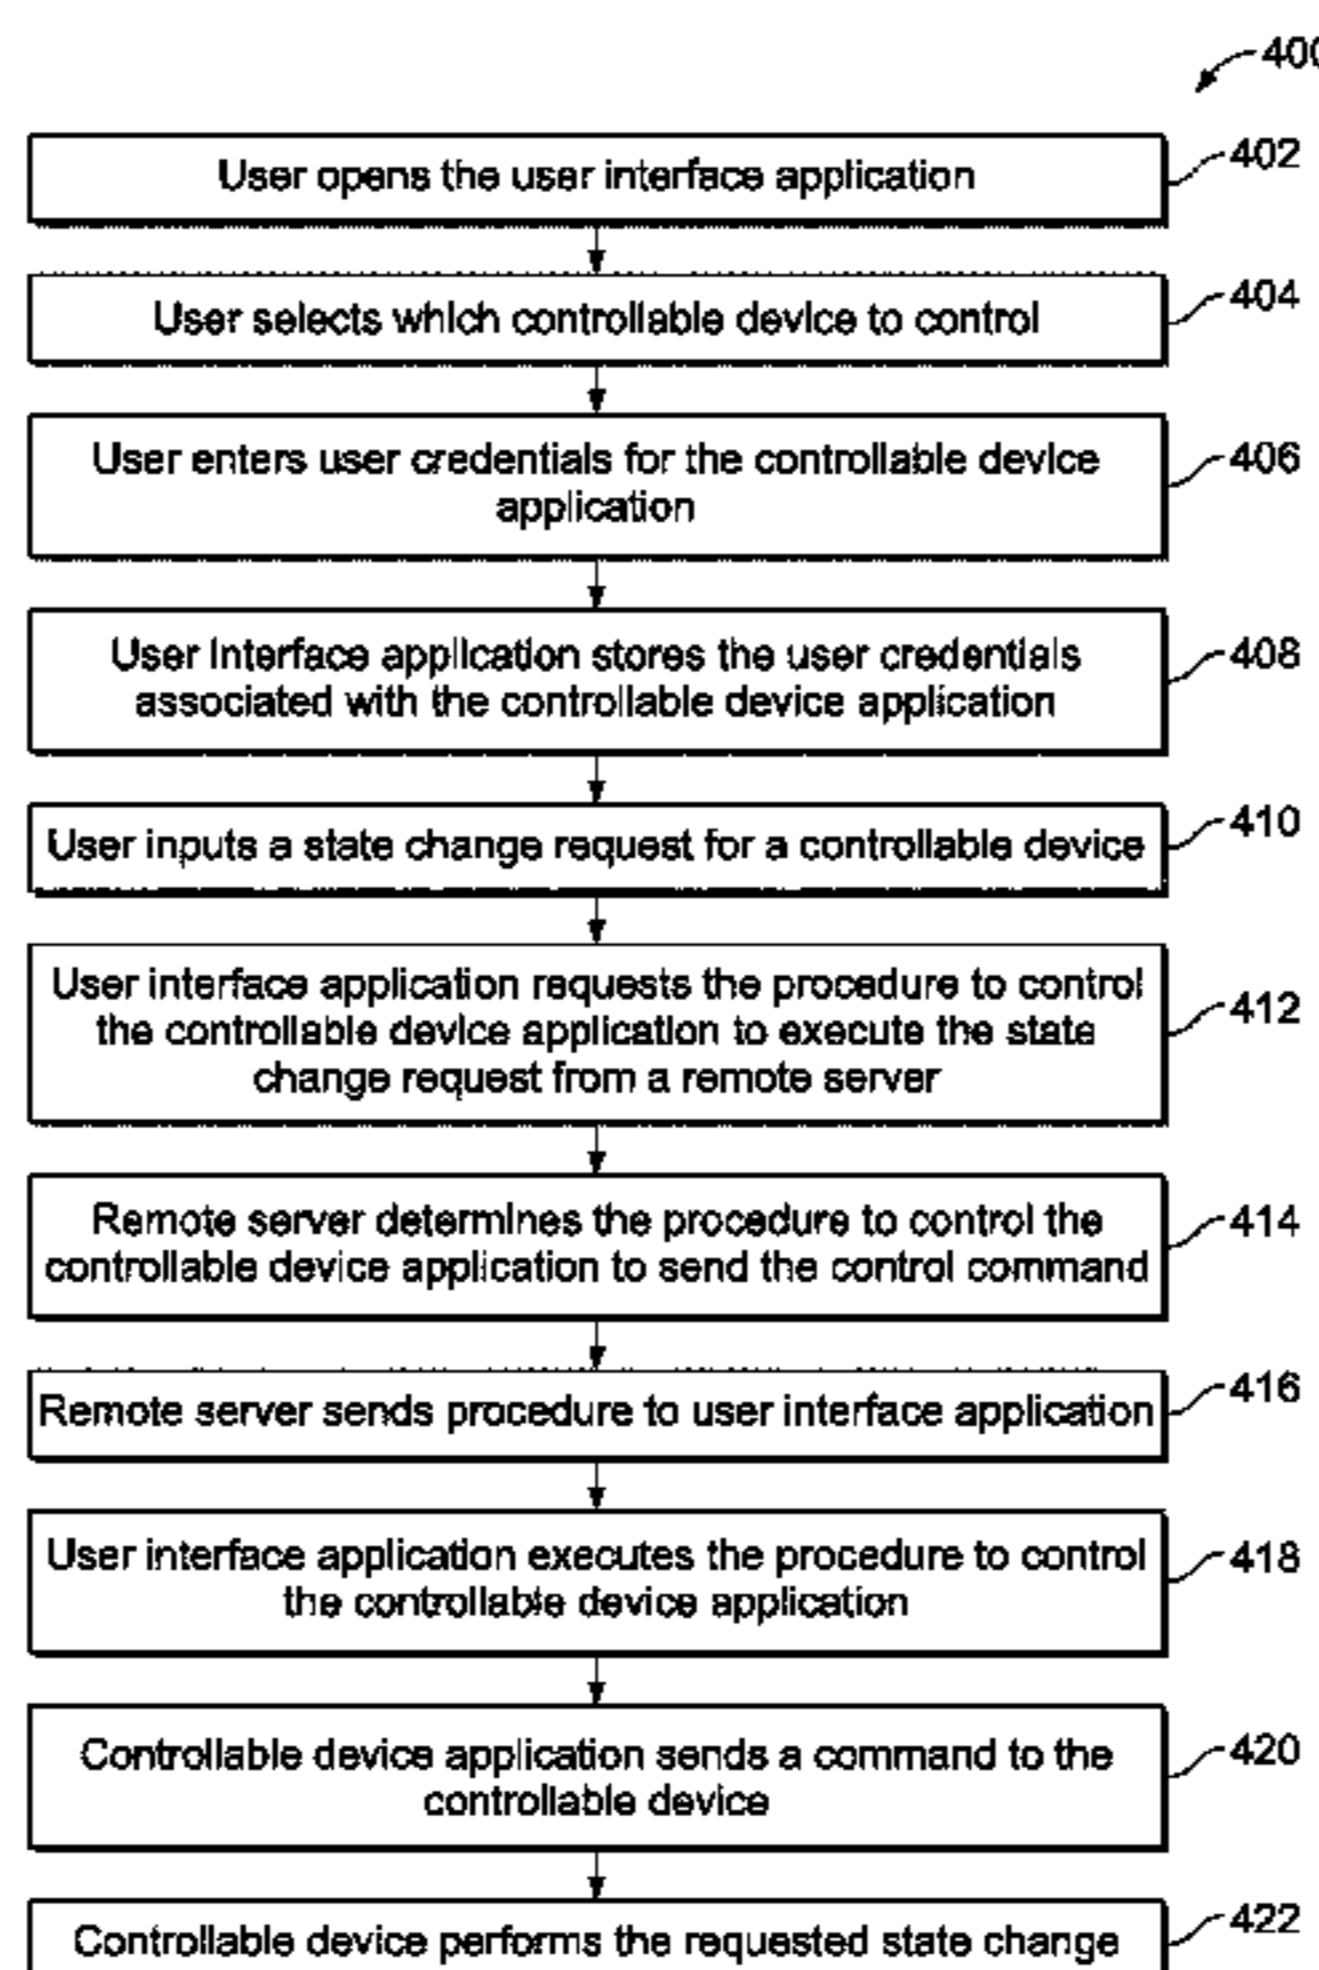 400
User opens the user interface application
402
User selects which controllable device to control
404
User enters user credentials for the controllable device
application
406
User interface application stores the user credentials
associated with the controllable device application
408
User inputs a state change request for a controllable device
410
User interface application requests the procedure to control
the controllable device application to execute the state
change request from a remote server
412
Remote server determines the procedure to control the
controllable device application to send the control command
414
Remote server sends procedure to user interface application
416
User interface application executes the procedure to control
the controllable device application
418
Controllable device application sends a command to the
controllable device
420
Controllable device performs the requested state change
422